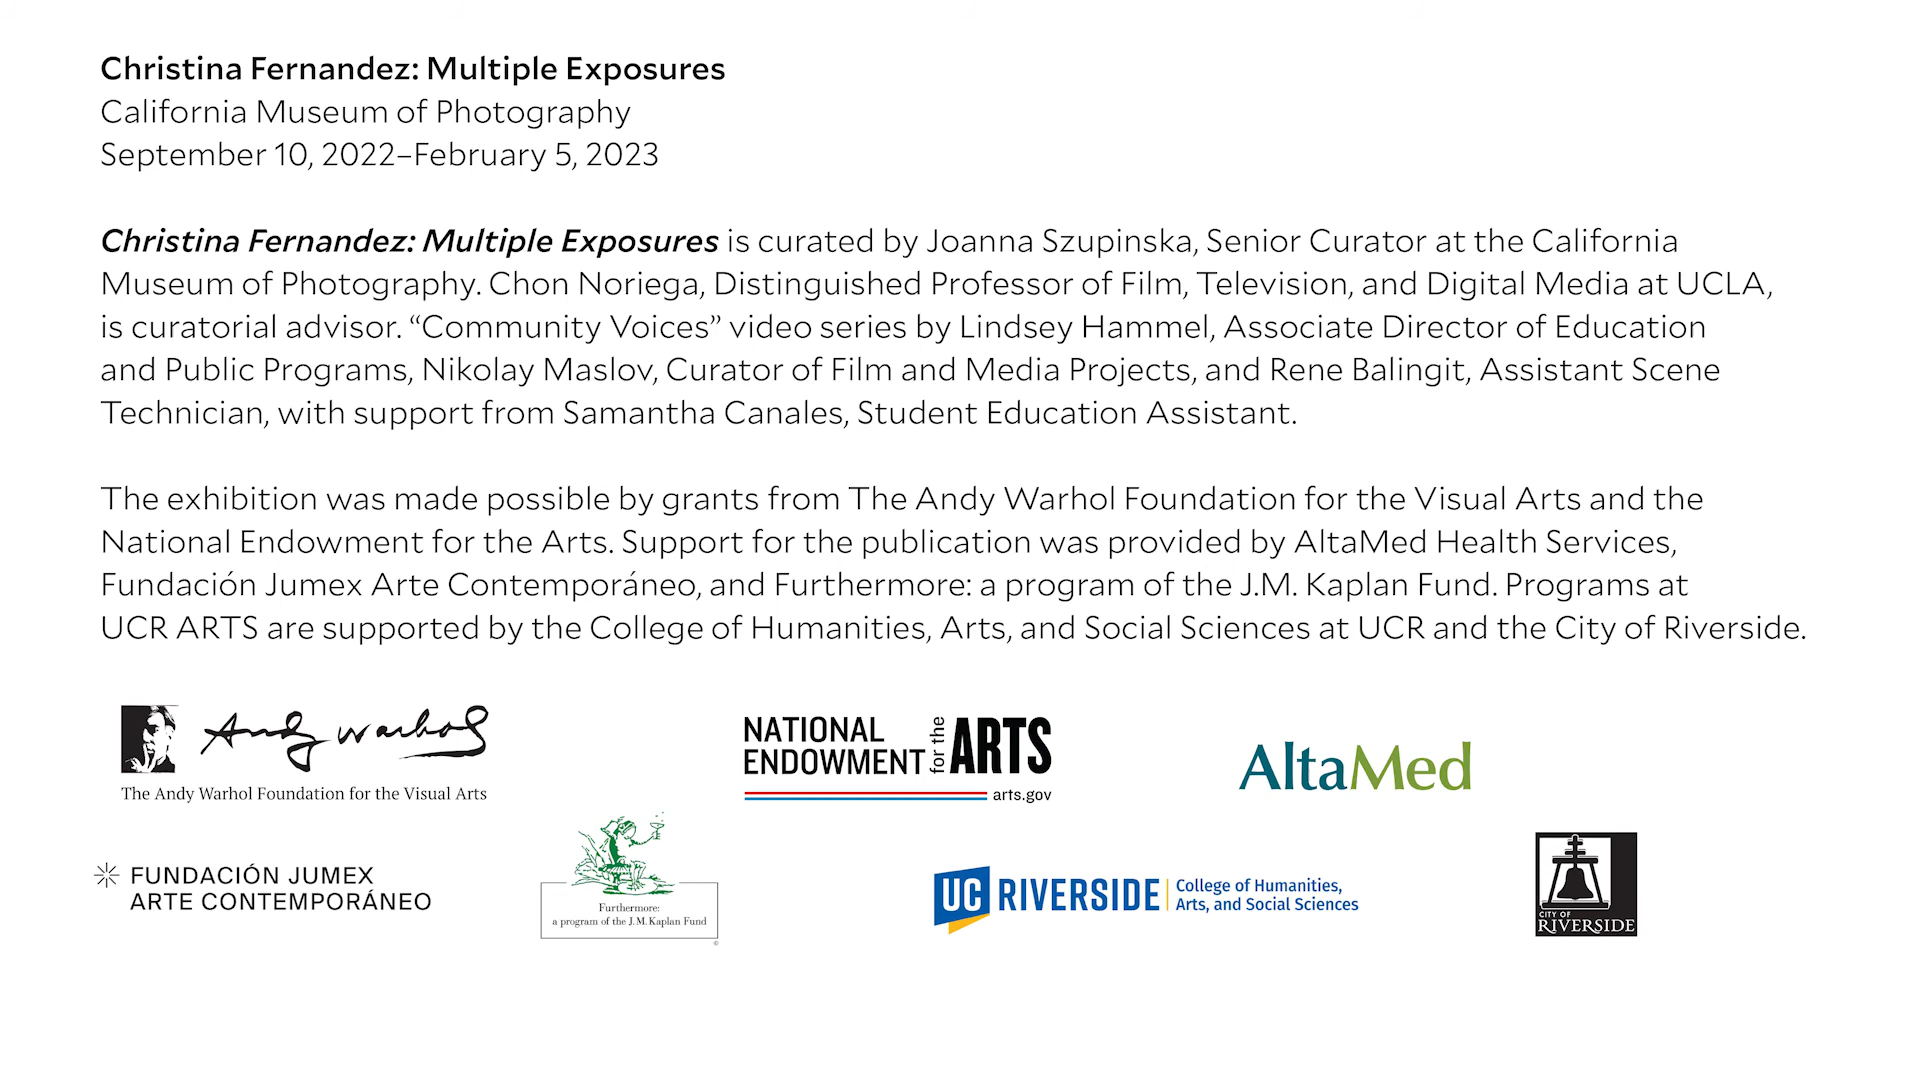 Christina Fernandez: Multiple Exposures
California Museum of Photography
September 10, 2022–February 5, 2023
Christina Fernandez: Multiple Exposures is curated by Joanna Szupinska, Senior Curator at the California
Museum of Photography. Chon Noriega, Distinguished Professor of Film, Television, and Digital Media at UCLA,
is curatorial advisor. “Community Voices” video series by Lindsey Hammel, Associate Director of Education
and Public Programs, Nikolay Maslov, Curator of Film and Media Projects, and Rene Balingit, Assistant Scene
Technician, with support from Samantha Canales, Student Education Assistant.
The exhibition was made possible by grants from The Andy Warhol Foundation for the Visual Arts and the
National Endowment for the Arts. Support for the publication was provided by AltaMed Health Services,
Fundación Jumex Arte Contemporáneo, and Furthermore: a program of the J.M. Kaplan Fund. Programs at
UCR ARTS are supported by the College of Humanities, Arts, and Social Sciences at UCR and the City of Riverside.
Andy Warhol
The Andy Warhol Foundation for the Visual Arts
NATIONAL
ENDOWMENT for the ARTS
arts.gov
AltaMed
FUNDACIÓN JUMEX
ARTE CONTEMPORÁNEO
Furthermore:
a program of the J.M. Kaplan Fund
©
UC RIVERSIDE
College of Humanities,
Arts, and Social Sciences
CITY OF
RIVERSIDE